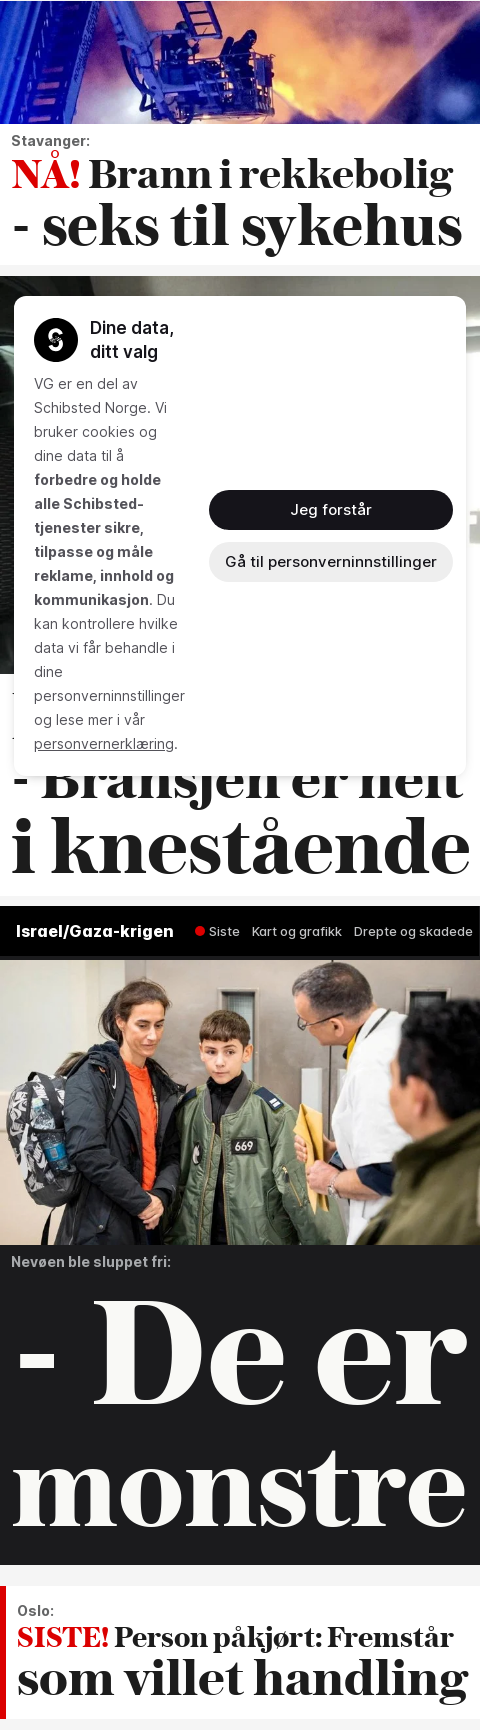 Stavanger:
NÅ! Brann i rekkebolig
- seks til sykehus
Dine data,
ditt valg
VG er en del av
Schibsted Norge. Vi
bruker cookies og
dine data til å
forbedre og holde
alle Schibsted-
tjenester sikre,
tilpasse og måle
reklame, innhold og
kommunikasjon. Du
kan kontrollere hvilke
data vi får behandle i
dine
personverninnstillinger
og lese mer i vår
personvernerklæring.
Jeg forstår
Gå til personverninnstillinger
- Bransjen er helt
i knestående
Israel/Gaza-krigen Siste Kart og grafikk Drepte og skadede
669
Nevøen ble sluppet fri:
- De er
monstre
Oslo:
SISTE! Person påkjørt: Fremstår
som villet handling